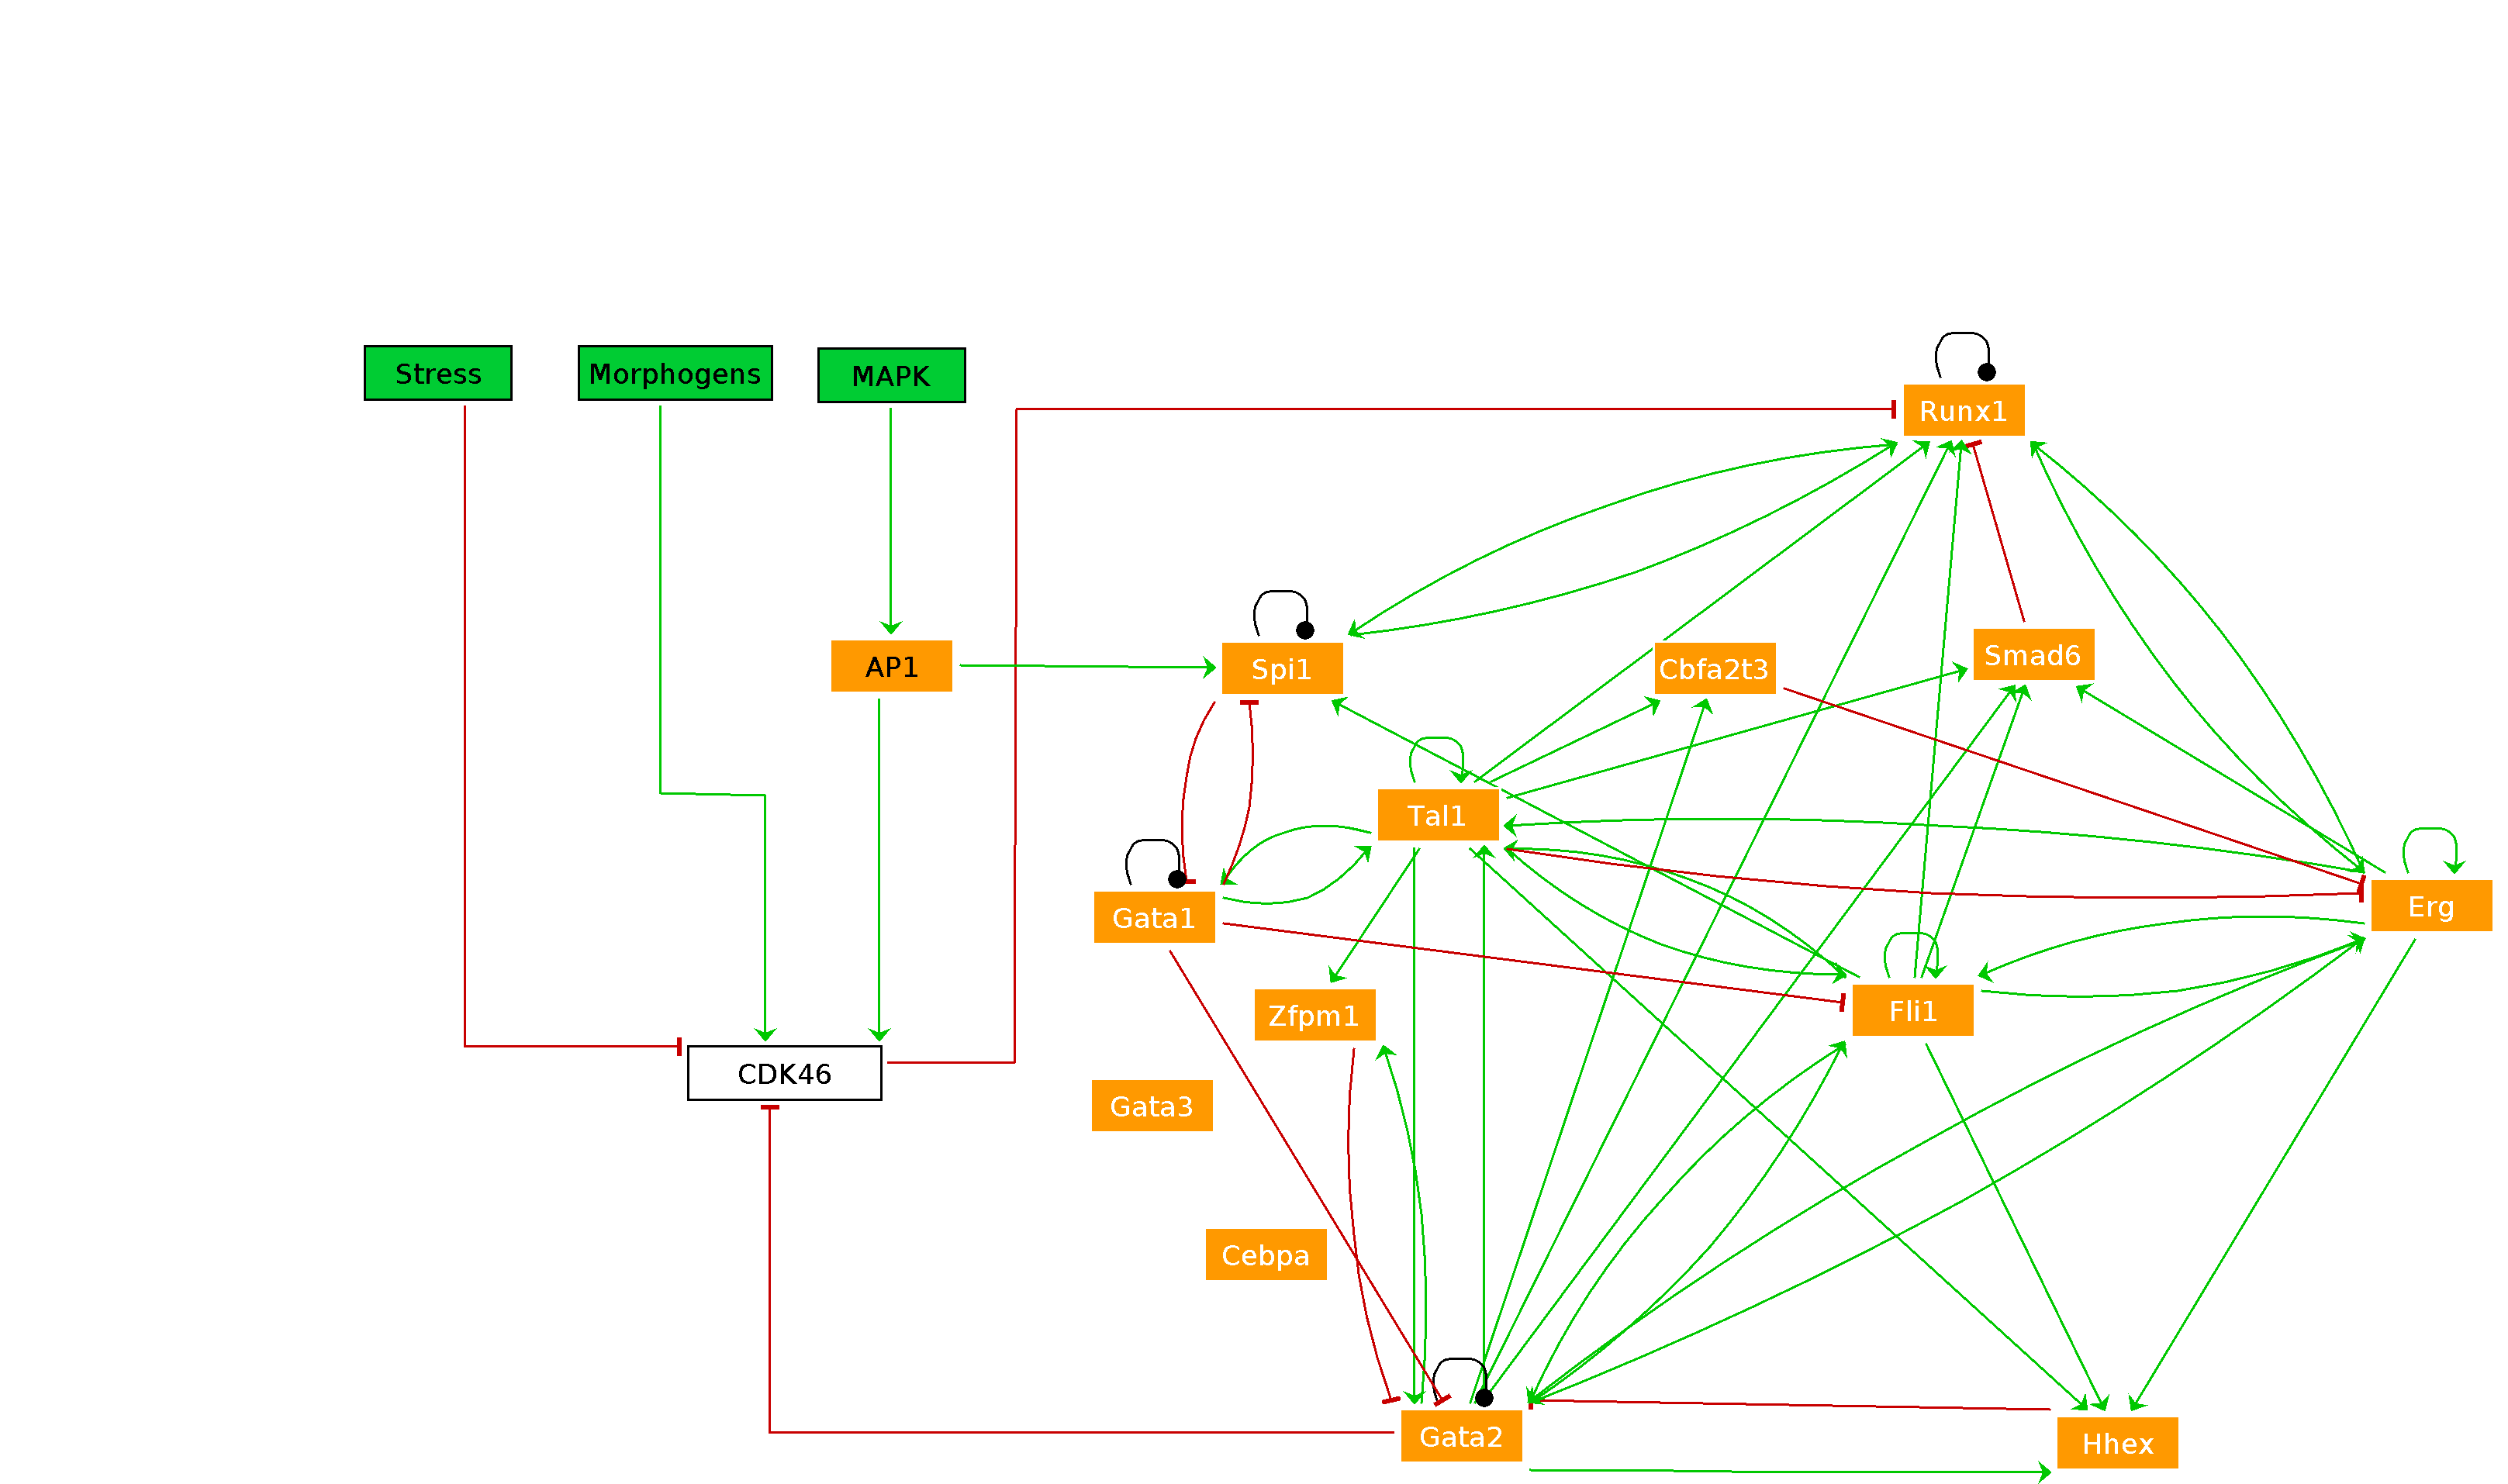 Stress
Morphogens
MAPK
Runx1
AP1
Spi1
Cbfa2t3
Smad6
Tal1
Gata1
Erg
Zfpm1
Fli1
CDK46
Gata3
Cebpa
Gata2
Hhex